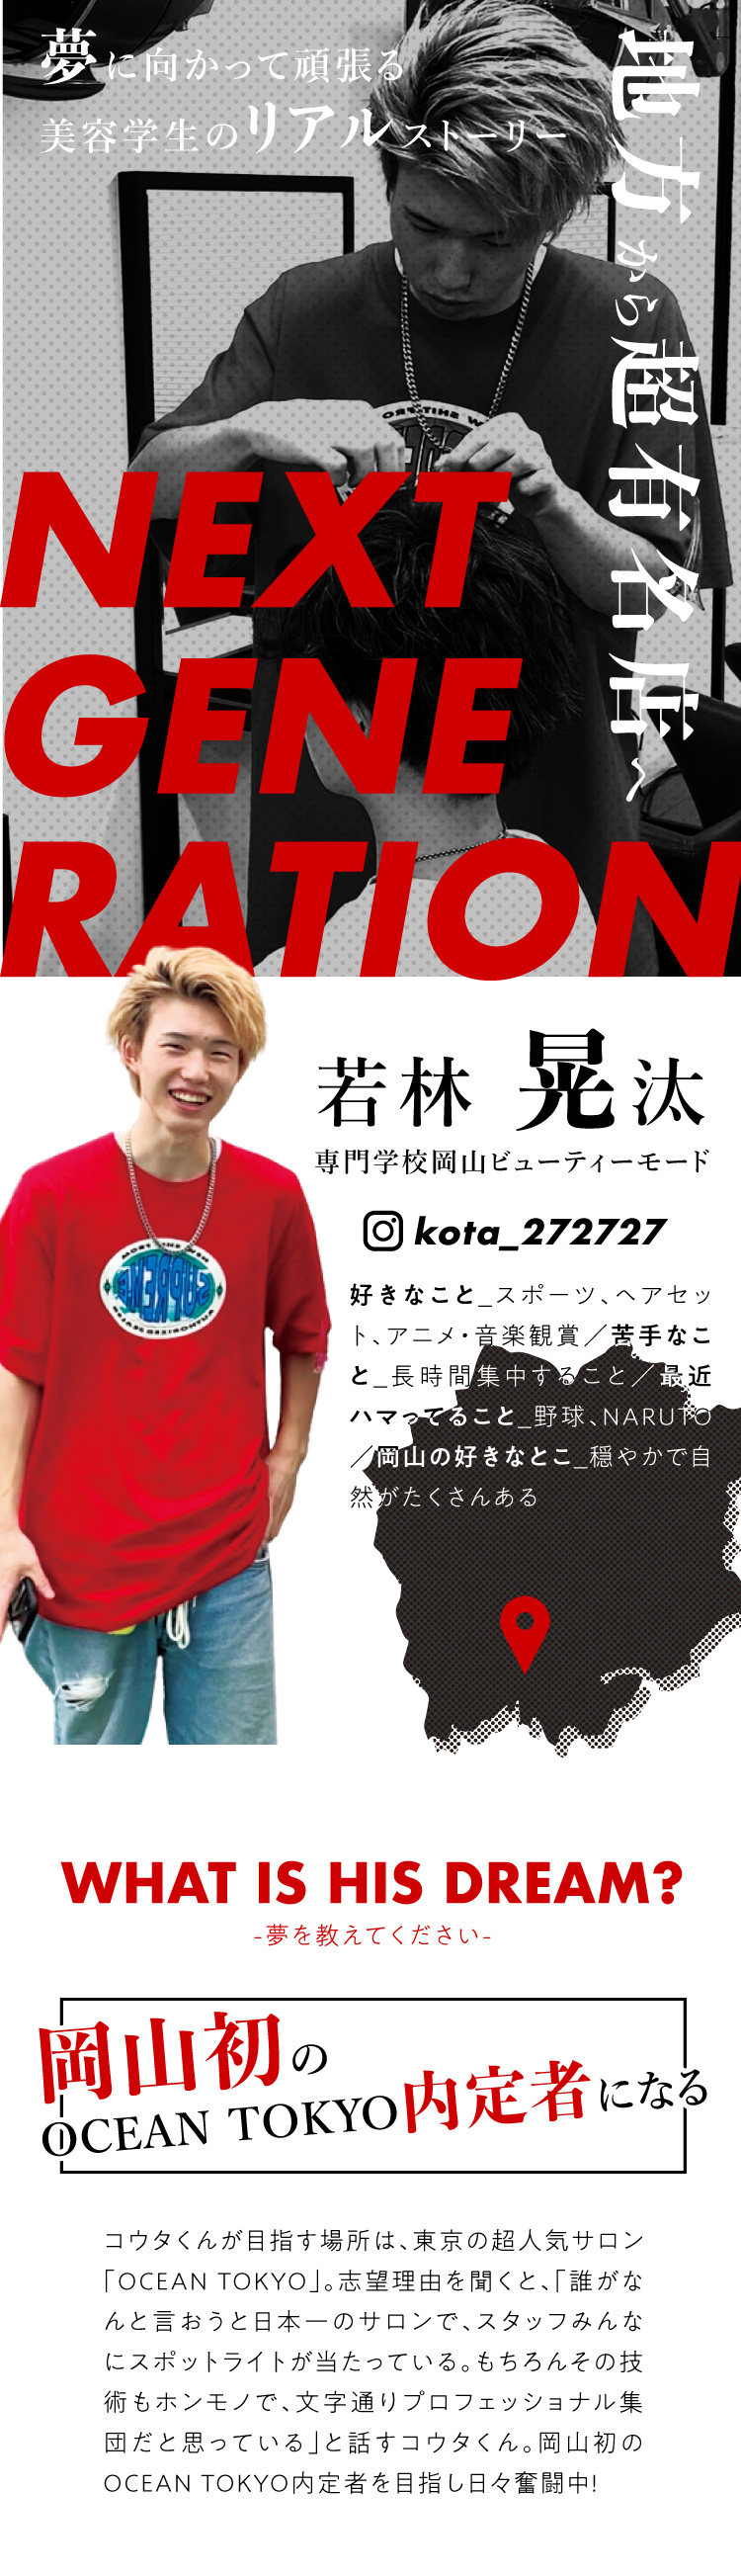 夢に向かって頑張る
美容学生のリアルストーリー
地方から超有名店へ
NEXT
GENE
RATION
若林 晃汰
専門学校岡山ビューティーモード
kota_272727
好きなこと_スポーツ、ヘアセッ
ト、アニメ・音楽観賞／苦手なこ
と_長時間集中すること／最近
ハマってること_野球、NARUTO
／岡山の好きなとこ_穏やかで自
然がたくさんある
WHAT IS HIS DREAM?
-夢を教えてください-
岡山初の
OCEAN TOKYO内定者になる
コウタくんが目指す場所は、東京の超人気サロン
「OCEAN TOKYO」。志望理由を聞くと、「誰がな
んと言おうと日本一のサロンで、スタッフみんな
にスポットライトが当たっている。もちろんその技
術もホンモノで、文字通りプロフェッショナル集
団だと思っている」と話すコウタくん。岡山初の
OCEAN TOKYO内定者を目指し日々奮闘中!